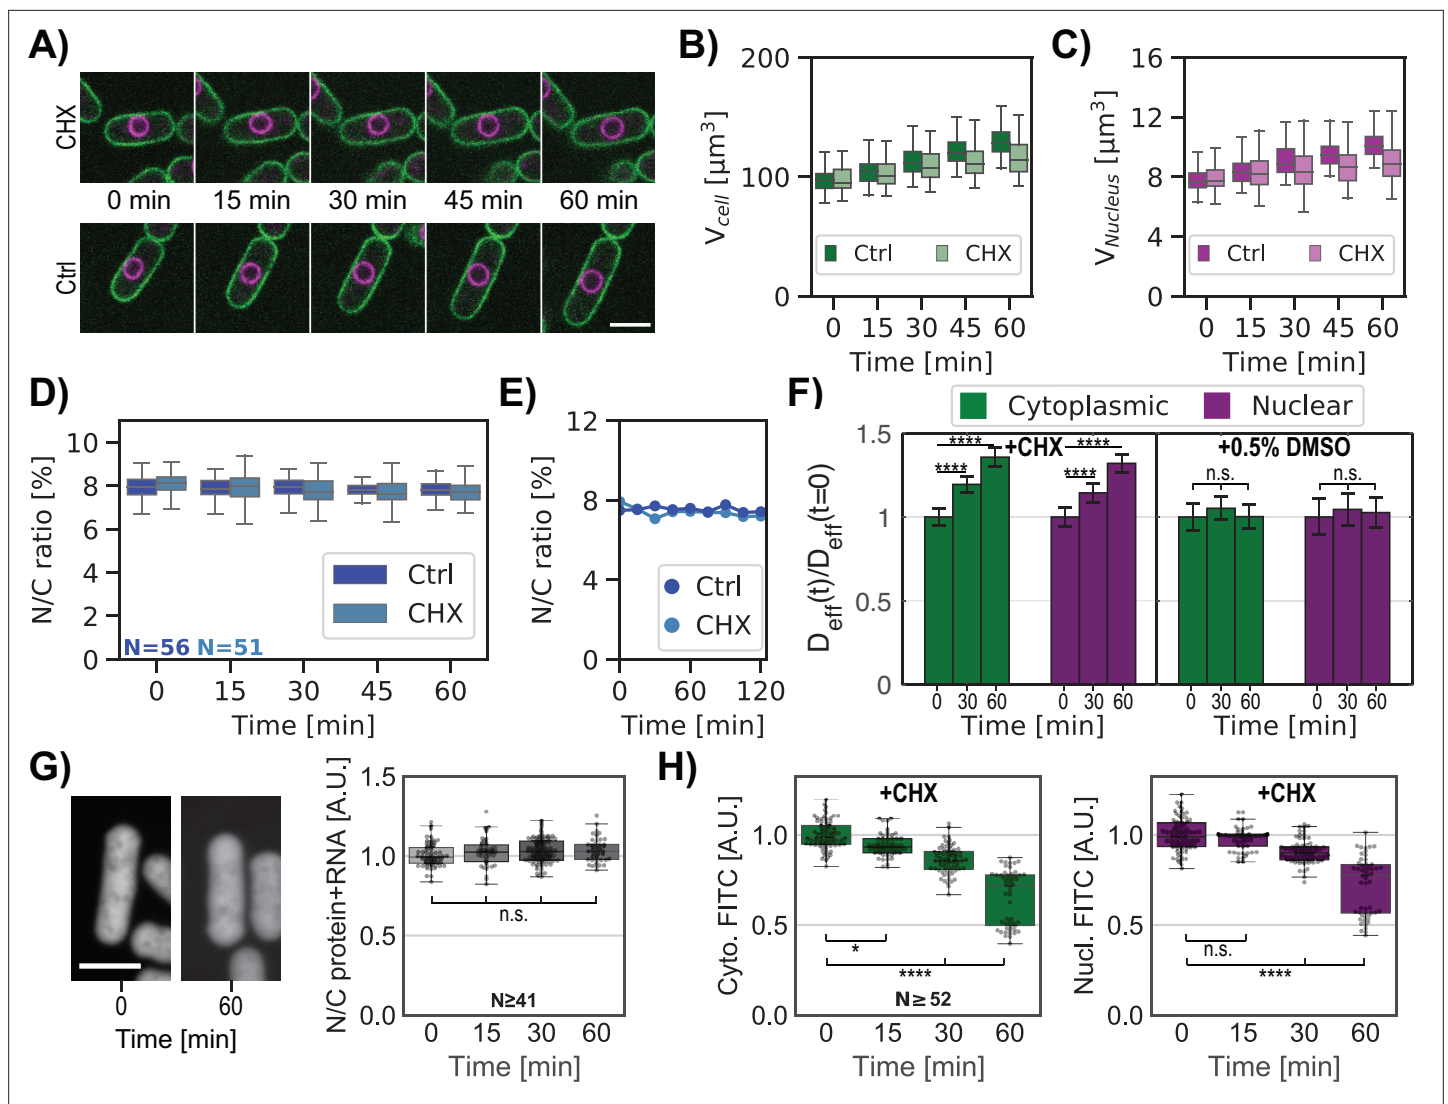 A)
CHX
0 min 15 min 30 min 45 min 60 min
Ctrl
B)
V_cell [µm³]
200
100
0
Ctrl CHX
0 15 30 45 60
Time [min]
C)
V_Nucleus [µm³]
16
12
8
4
0
Ctrl CHX
0 15 30 45 60
Time [min]
D)
N/C ratio [%]
10
8
6
4
2
0
Ctrl
CHX
N=56 N=51
0 15 30 45 60
Time [min]
E)
N/C ratio [%]
12
8
4
0
Ctrl
CHX
0 60 120
Time [min]
F)
Cytoplasmic Nuclear
D_eff(t)/D_eff(t=0)
1.5
1
0.5
0
+CHX
**** ****
**** ****
+0.5% DMSO
n.s. n.s.
0 30 60 0 30 60 0 30 60 0 30 60
Time [min] Time [min]
G)
0 60
Time [min]
N/C protein+RNA [A.U.]
1.5
1.0
0.5
0.0
n.s.
N≥41
0 15 30 60
Time [min]
H)
Cyto. FITC [A.U.]
1.0
0.5
0.0
+CHX
*
****
N≥52
0 15 30 60
Time [min]
Nucl. FITC [A.U.]
1.0
0.5
0.0
+CHX
n.s.
****
0 15 30 60
Time [min]